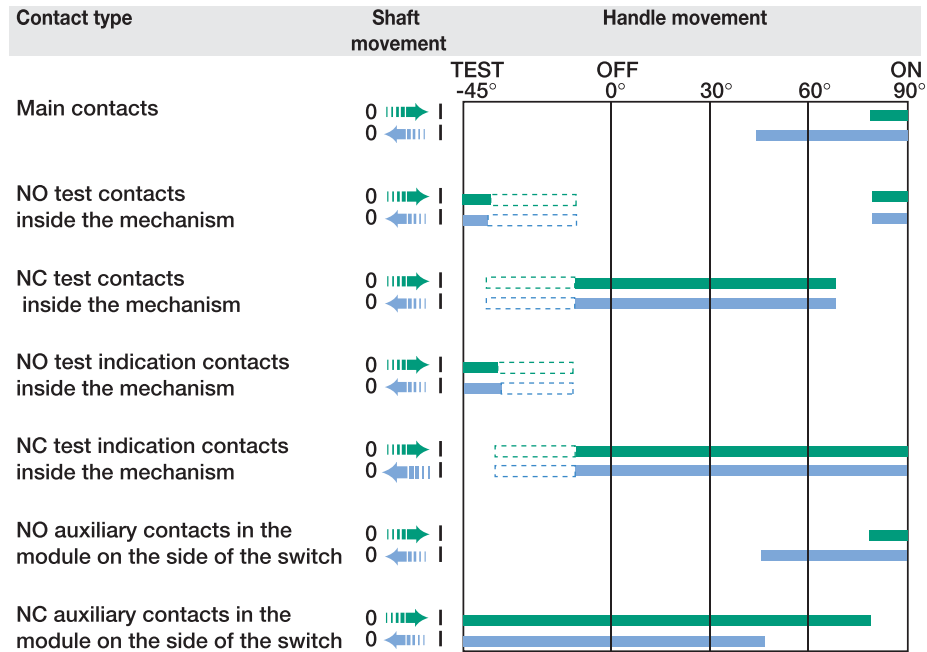 Contact type Shaft movement Handle movement
TEST OFF ON
-45° 0° 30° 60° 90°
Main contacts
0 I
0 I
NO test contacts
inside the mechanism
0 I
0 I
NC test contacts
inside the mechanism
0 I
0 I
NO test indication contacts
inside the mechanism
0 I
0 I
NC test indication contacts
inside the mechanism
0 I
0 I
NO auxiliary contacts in the
module on the side of the switch
0 I
0 I
NC auxiliary contacts in the
module on the side of the switch
0 I
0 I